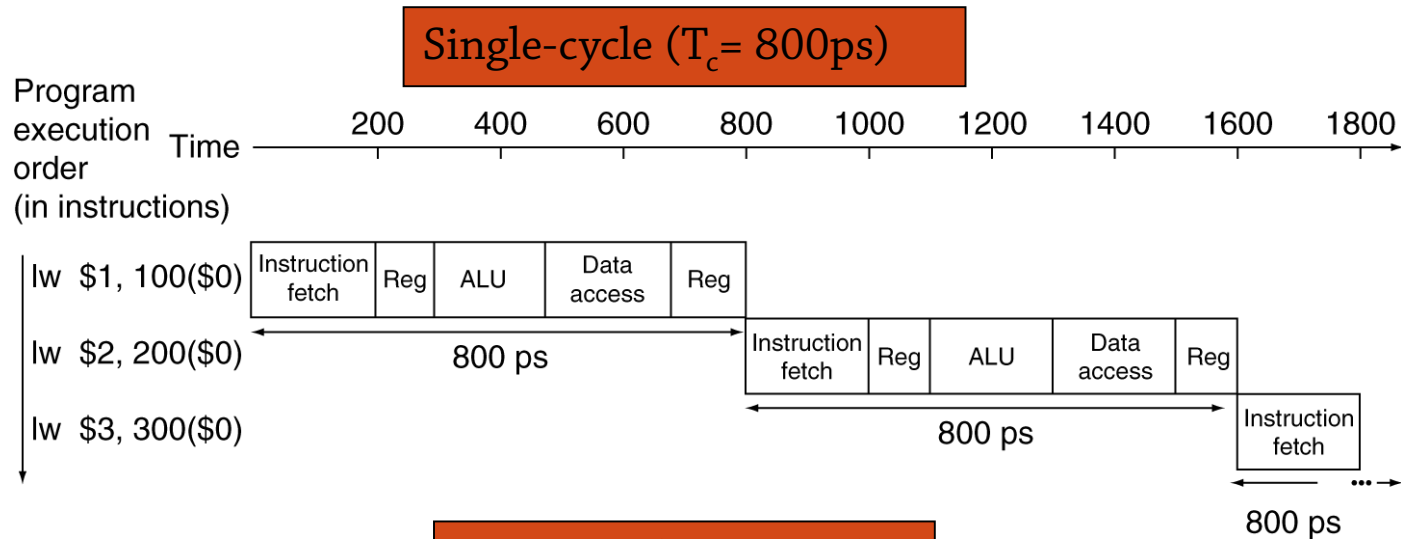 Single-cycle (Tc= 800ps)
Program
execution
order
(in instructions)
Time
200 400 600 800 1000 1200 1400 1600 1800
lw $1, 100($0)
Instruction
fetch
Reg
ALU
Data
access
Reg
800 ps
lw $2, 200($0)
Instruction
fetch
Reg
ALU
Data
access
Reg
800 ps
lw $3, 300($0)
Instruction
fetch
...
800 ps